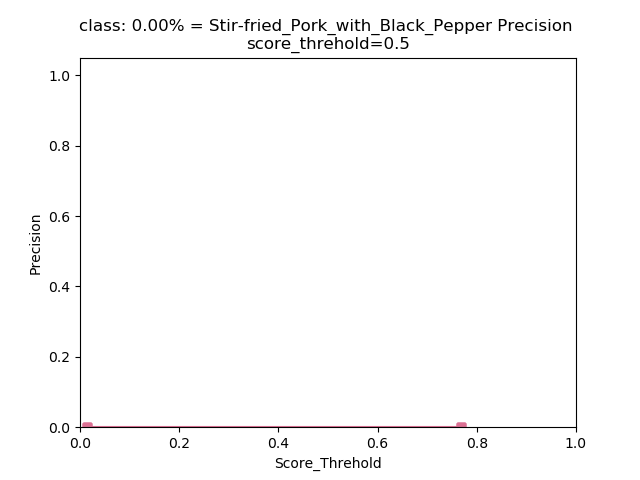 class: 0.00% = Stir-fried_Pork_with_Black_Pepper Precision
score_threhold=0.5
1.0
0.8
0.6
0.4
0.2
0.0
Precision
0.0 0.2 0.4 0.6 0.8 1.0
Score_Threhold